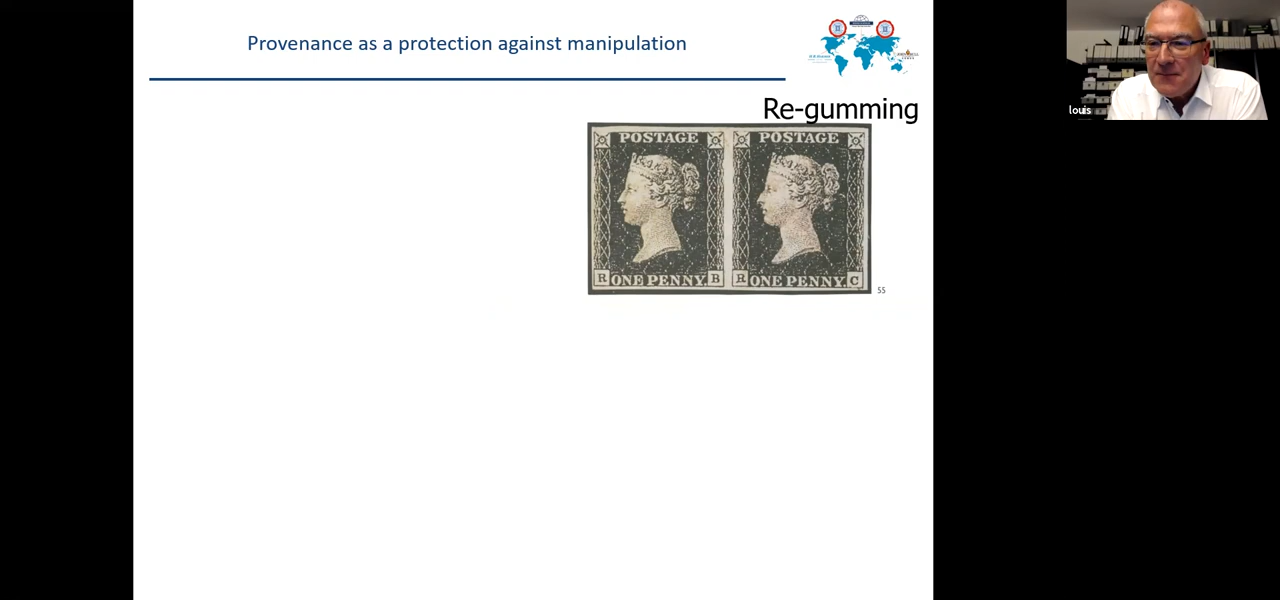 Provenance as a protection against manipulation
louis
Re-gumming
POSTAGE POSTAGE
R ONE PENNY. B R ONE PENNY. C
55